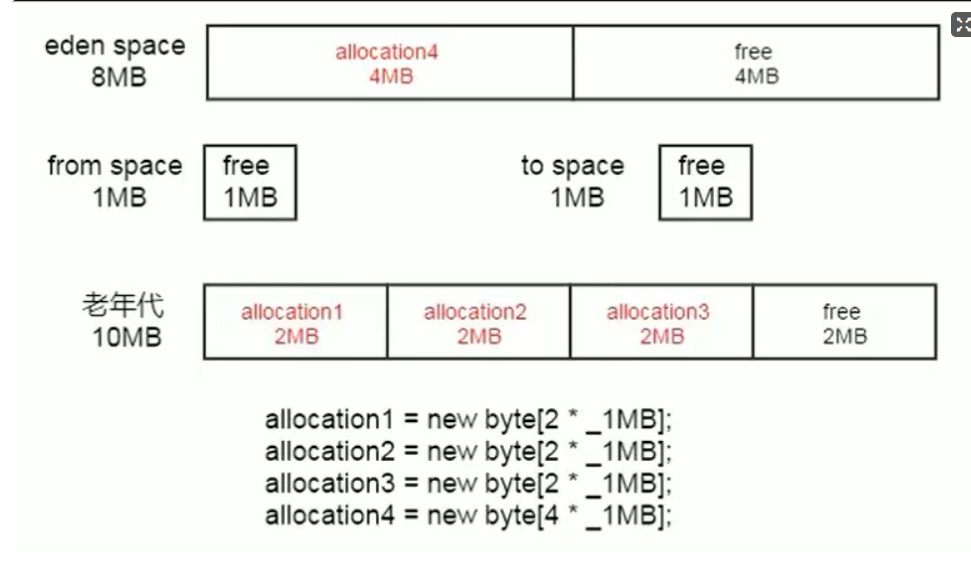 eden space
8MB
allocation4
4MB
free
4MB
from space
1MB
free
1MB
to space
1MB
free
1MB
老年代
10MB
allocation1
2MB
allocation2
2MB
allocation3
2MB
free
2MB
allocation1 = new byte[2 * _1MB];
allocation2 = new byte[2 * _1MB];
allocation3 = new byte[2 * _1MB];
allocation4 = new byte[4 * _1MB];